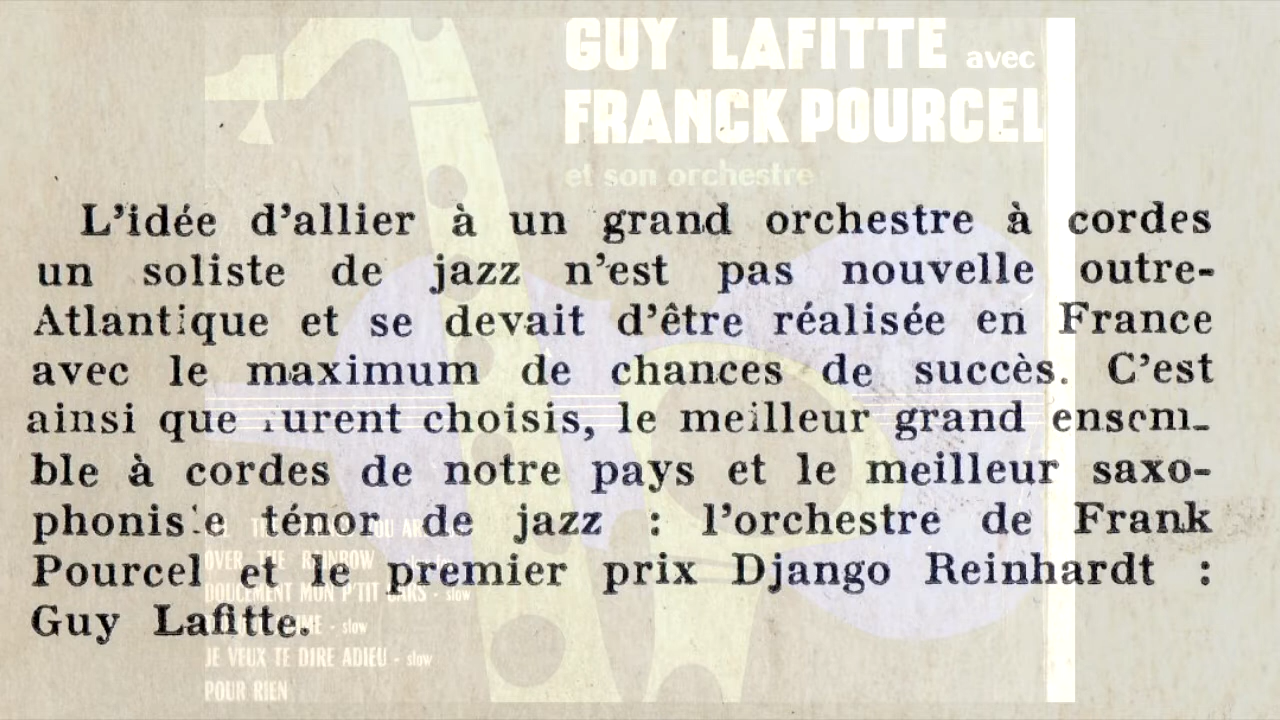 GUY LAFITTE avec
FRANCK POURCEL
et son orchestre
L'idée d'allier à un grand orchestre à cordes
un soliste de jazz n'est pas nouvelle outre-
Atlantique et se devait d'être réalisée en France
avec le maximum de chances de succès. C'est
ainsi que furent choisis, le meilleur grand ensem-
ble à cordes de notre pays et le meilleur saxo-
phoniste ténor de jazz : l'orchestre de Frank
Pourcel et le premier prix Django Reinhardt :
Guy Lafitte.
OVER THE RAINBOW
DOUCEMENT MON P'TIT GARS - slow
- slow
JE VEUX TE DIRE ADIEU - slow
POUR RIEN